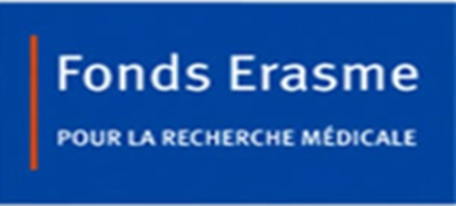 Fonds Erasme
POUR LA RECHERCHE MÉDICALE